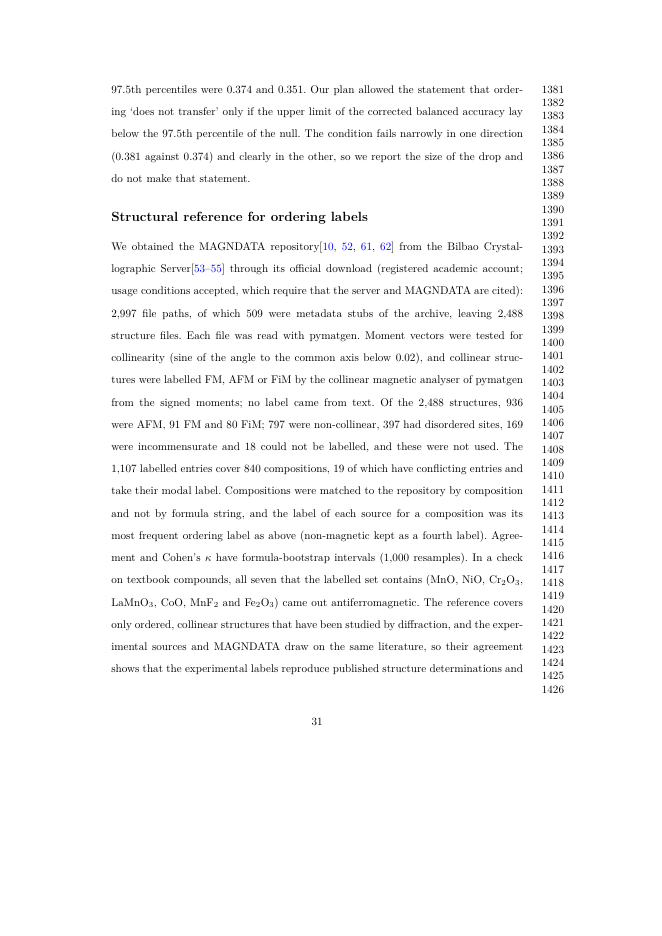 97.5th percentiles were 0.374 and 0.351. Our plan allowed the statement that order-
ing ‘does not transfer’ only if the upper limit of the corrected balanced accuracy lay
below the 97.5th percentile of the null. The condition fails narrowly in one direction
(0.381 against 0.374) and clearly in the other, so we report the size of the drop and
do not make that statement.
Structural reference for ordering labels
We obtained the MAGNDATA repository[10, 52, 61, 62] from the Bilbao Crystal-
lographic Server[53–55] through its official download (registered academic account;
usage conditions accepted, which require that the server and MAGNDATA are cited):
2,997 file paths, of which 509 were metadata stubs of the archive, leaving 2,488
structure files. Each file was read with pymatgen. Moment vectors were tested for
collinearity (sine of the angle to the common axis below 0.02), and collinear struc-
tures were labelled FM, AFM or FiM by the collinear magnetic analyser of pymatgen
from the signed moments; no label came from text. Of the 2,488 structures, 936
were AFM, 91 FM and 80 FiM; 797 were non-collinear, 397 had disordered sites, 169
were incommensurate and 18 could not be labelled, and these were not used. The
1,107 labelled entries cover 840 compositions, 19 of which have conflicting entries and
take their modal label. Compositions were matched to the repository by composition
and not by formula string, and the label of each source for a composition was its
most frequent ordering label as above (non-magnetic kept as a fourth label). Agree-
ment and Cohen’s κ have formula-bootstrap intervals (1,000 resamples). In a check
on textbook compounds, all seven that the labelled set contains (MnO, NiO, Cr₂O₃,
LaMnO₃, CoO, MnF₂ and Fe₂O₃) came out antiferromagnetic. The reference covers
only ordered, collinear structures that have been studied by diffraction, and the exper-
imental sources and MAGNDATA draw on the same literature, so their agreement
shows that the experimental labels reproduce published structure determinations and
31
1381
1382
1383
1384
1385
1386
1387
1388
1389
1390
1391
1392
1393
1394
1395
1396
1397
1398
1399
1400
1401
1402
1403
1404
1405
1406
1407
1408
1409
1410
1411
1412
1413
1414
1415
1416
1417
1418
1419
1420
1421
1422
1423
1424
1425
1426